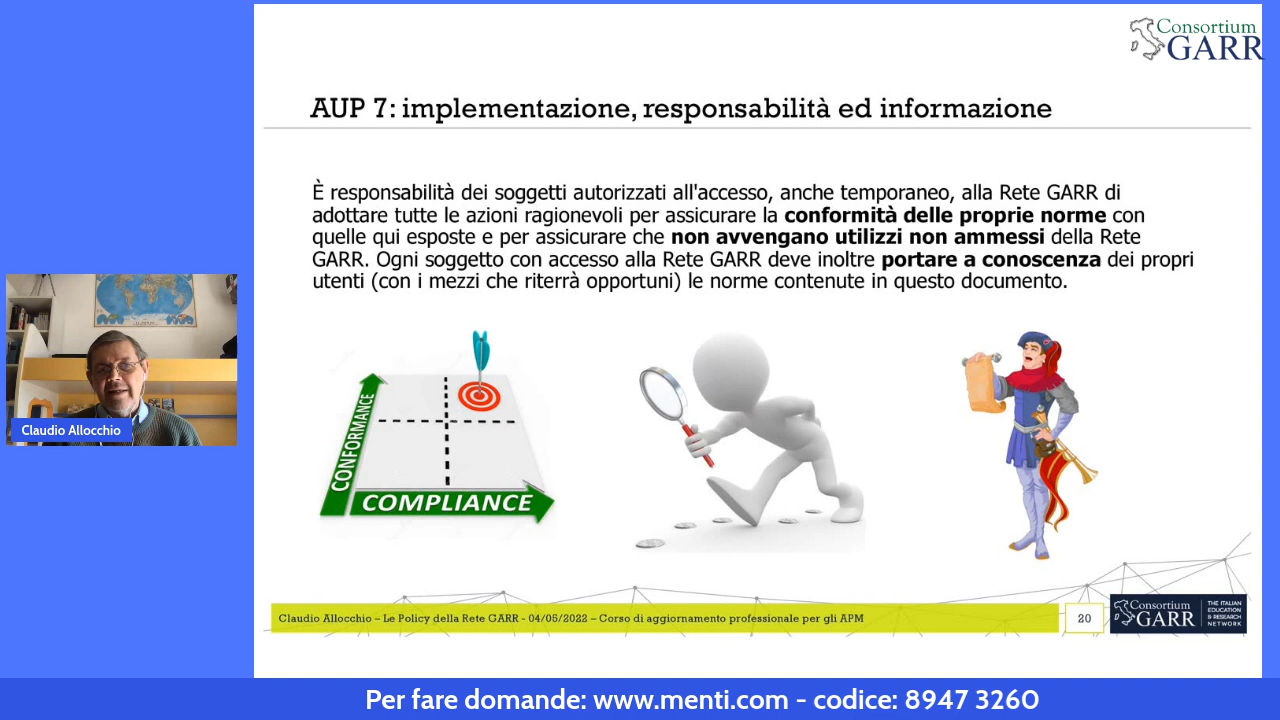 Consortium
GARR
AUP 7: implementazione, responsabilità ed informazione
È responsabilità dei soggetti autorizzati all'accesso, anche temporaneo, alla Rete GARR di
adottare tutte le azioni ragionevoli per assicurare la conformità delle proprie norme con
quelle qui esposte e per assicurare che non avvengano utilizzi non ammessi della Rete
GARR. Ogni soggetto con accesso alla Rete GARR deve inoltre portare a conoscenza dei propri
utenti (con i mezzi che riterrà opportuni) le norme contenute in questo documento.
CONFORMANCE
COMPLIANCE
Claudio Allocchio
Claudio Allocchio – Le Policy della Rete GARR - 04/05/2022 – Corso di aggiornamento professionale per gli APM
20
Consortium
GARR
THE ITALIAN
EDUCATION
& RESEARCH
NETWORK
Per fare domande: www.menti.com - codice: 8947 3260